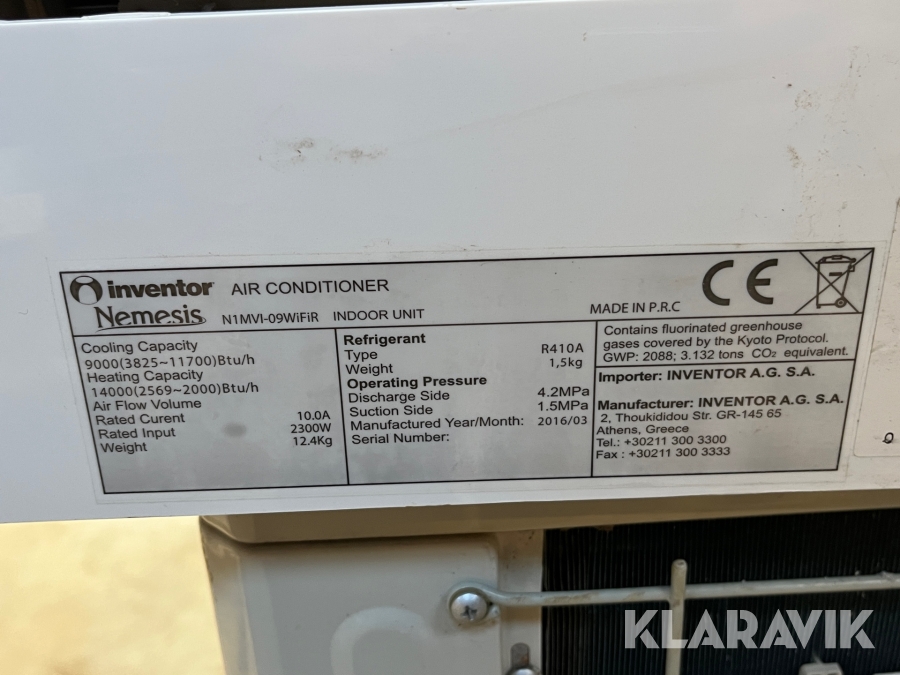 inventor AIR CONDITIONER
Nemesis N1MVI-09WiFiR INDOOR UNIT
MADE IN P.R.C
CE
Cooling Capacity
9000(3825~11700)Btu/h
Heating Capacity
14000(2569~2000)Btu/h
Air Flow Volume
Rated Curent 10.0A
Rated Input 2300W
Weight 12.4Kg
Refrigerant
Type R410A
Weight 1,5kg
Operating Pressure
Discharge Side 4.2MPa
Suction Side 1.5MPa
Manufactured Year/Month: 2016/03
Serial Number:
Contains fluorinated greenhouse
gases covered by the Kyoto Protocol.
GWP: 2088; 3.132 tons CO₂ equivalent.
Importer: INVENTOR A.G. S.A.
Manufacturer: INVENTOR A.G. S.A.
2, Thoukididou Str. GR-145 65
Athens, Greece
Tel.: +30211 300 3300
Fax : +30211 300 3333
KLARAVIK
KLARAVIK